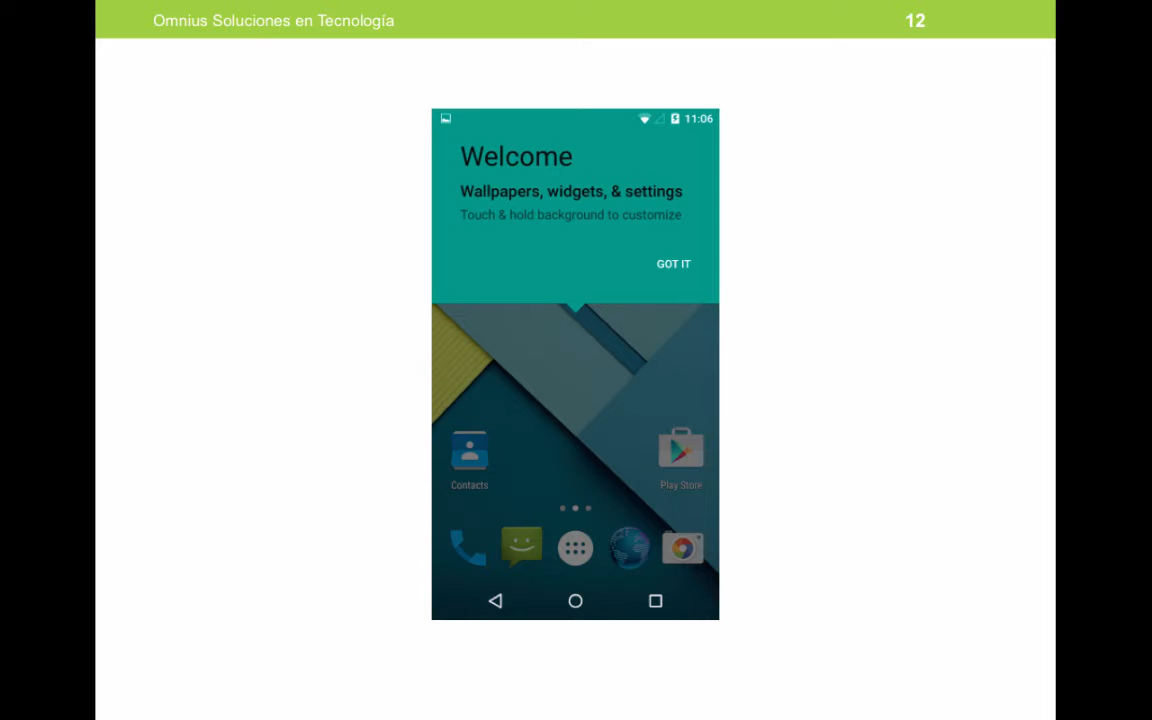 Omnius Soluciones en Tecnología
12
11:06
Welcome
Wallpapers, widgets, & settings
Touch & hold background to customize
GOT IT
Contacts
Play Store